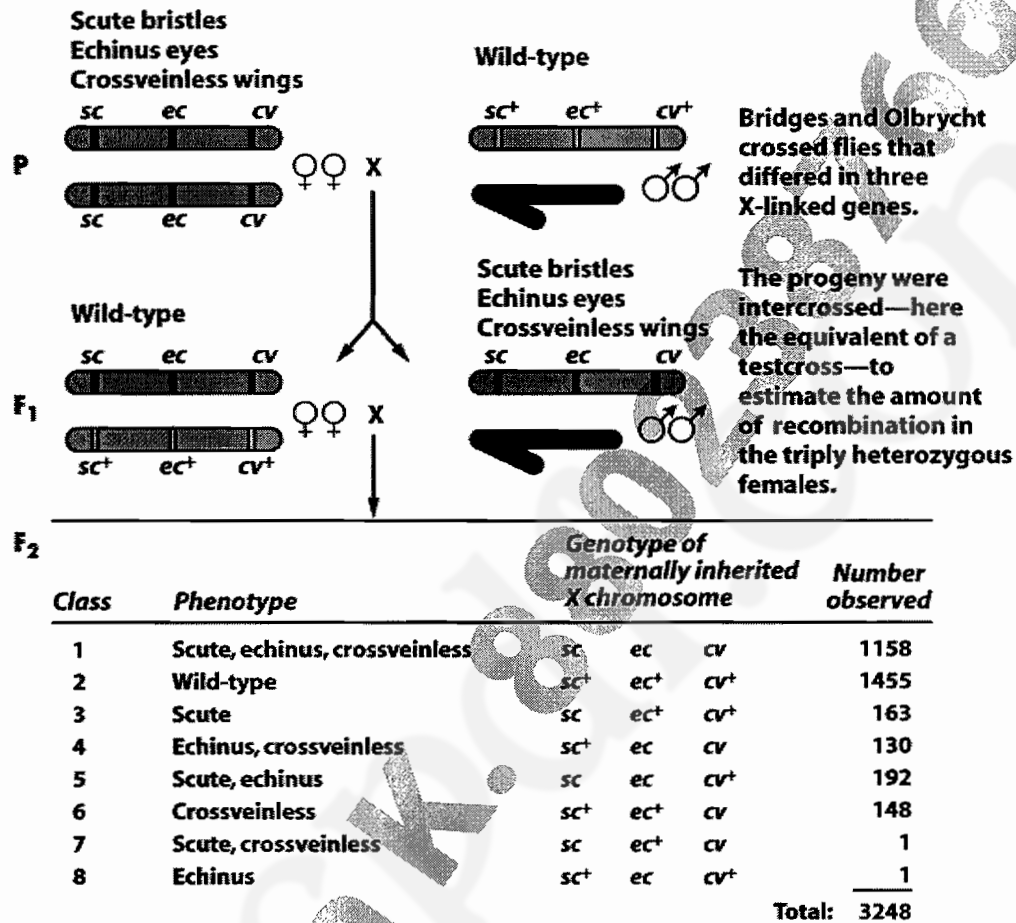 Scute bristles
Echinus eyes
Crossveinless wings
sc ec cv
Wild-type
sc+ ec+ cv+
P
♀♀ X
sc ec cv
Bridges and Olbrycht
crossed flies that
differed in three
X-linked genes.
Wild-type
sc ec cv
Scute bristles
Echinus eyes
Crossveinless wings
sc ec cv
F1
♀♀ X
sc+ ec+ cv+
The progeny were
intercrossed—here
the equivalent of a
testcross—to
estimate the amount
of recombination in
the triply heterozygous
females.
F2
Genotype of
maternally inherited
X chromosome
Number
observed
Class Phenotype
1 Scute, echinus, crossveinless sc ec cv 1158
2 Wild-type sc+ ec+ cv+ 1455
3 Scute sc ec+ cv+ 163
4 Echinus, crossveinless sc+ ec cv 130
5 Scute, echinus sc ec cv+ 192
6 Crossveinless sc+ ec+ cv 148
7 Scute, crossveinless sc ec+ cv 1
8 Echinus sc+ ec cv+ 1
Total: 3248